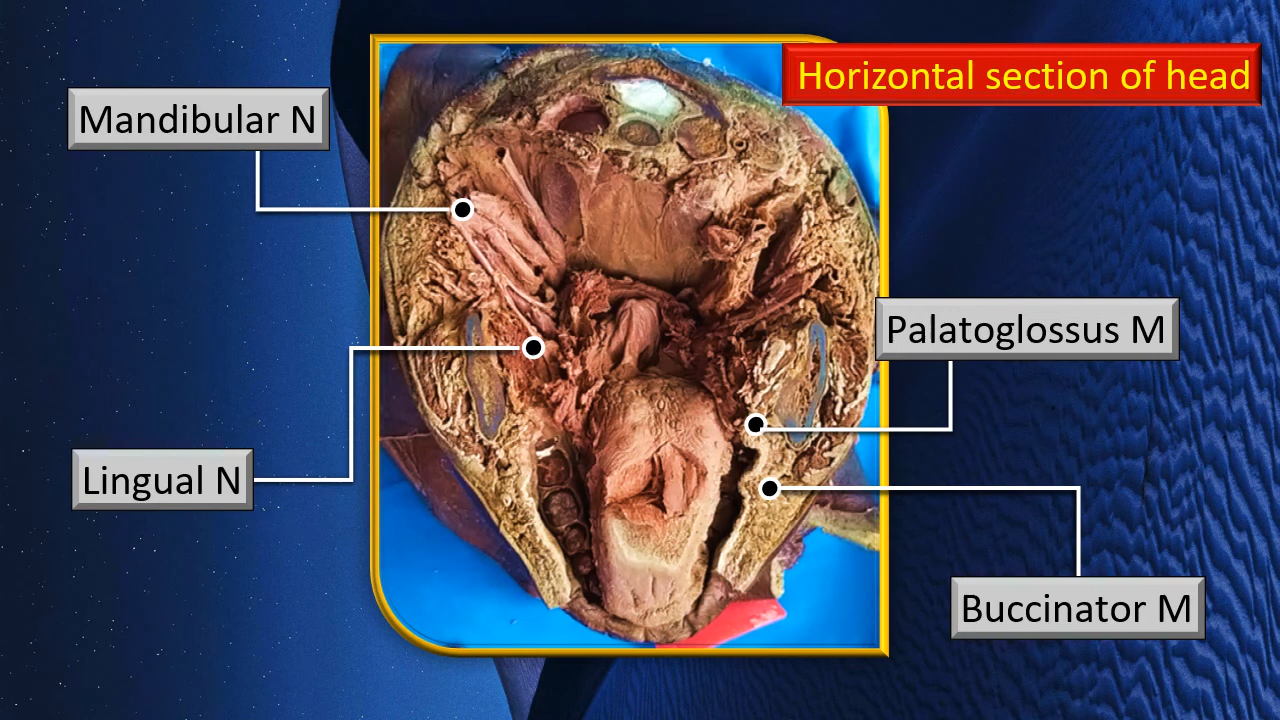 Horizontal section of head
Mandibular N
Palatoglossus M
Lingual N
Buccinator M